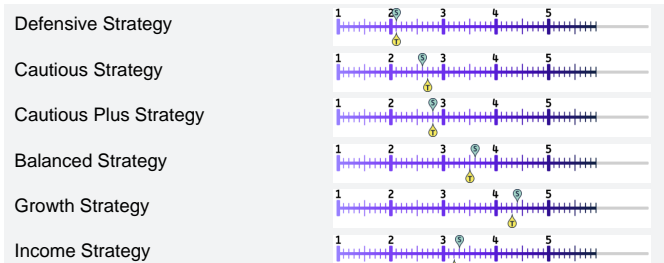 Defensive Strategy 1 2 3 4 5
S
T
Cautious Strategy 1 2 3 4 5
S
T
Cautious Plus Strategy 1 2 3 4 5
S
T
Balanced Strategy 1 2 3 4 5
S
T
Growth Strategy 1 2 3 4 5
S
T
Income Strategy 1 2 3 4 5
S